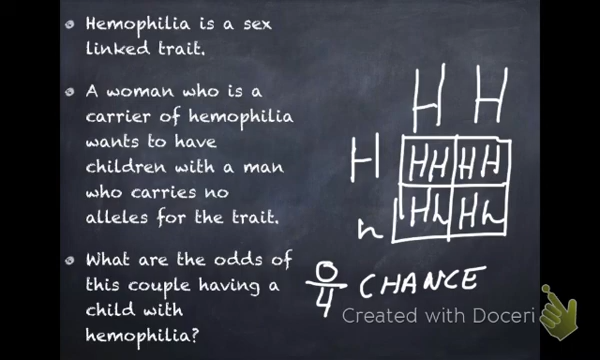 Hemophilia is a sex
linked trait.
A woman who is a
carrier of hemophilia
wants to have
children with a man
who carries no
alleles for the trait.
What are the odds of
this couple having a
child with
hemophilia?
H H
H HH HH
h Hh Hh
0/4 CHANCE
Created with Doceri